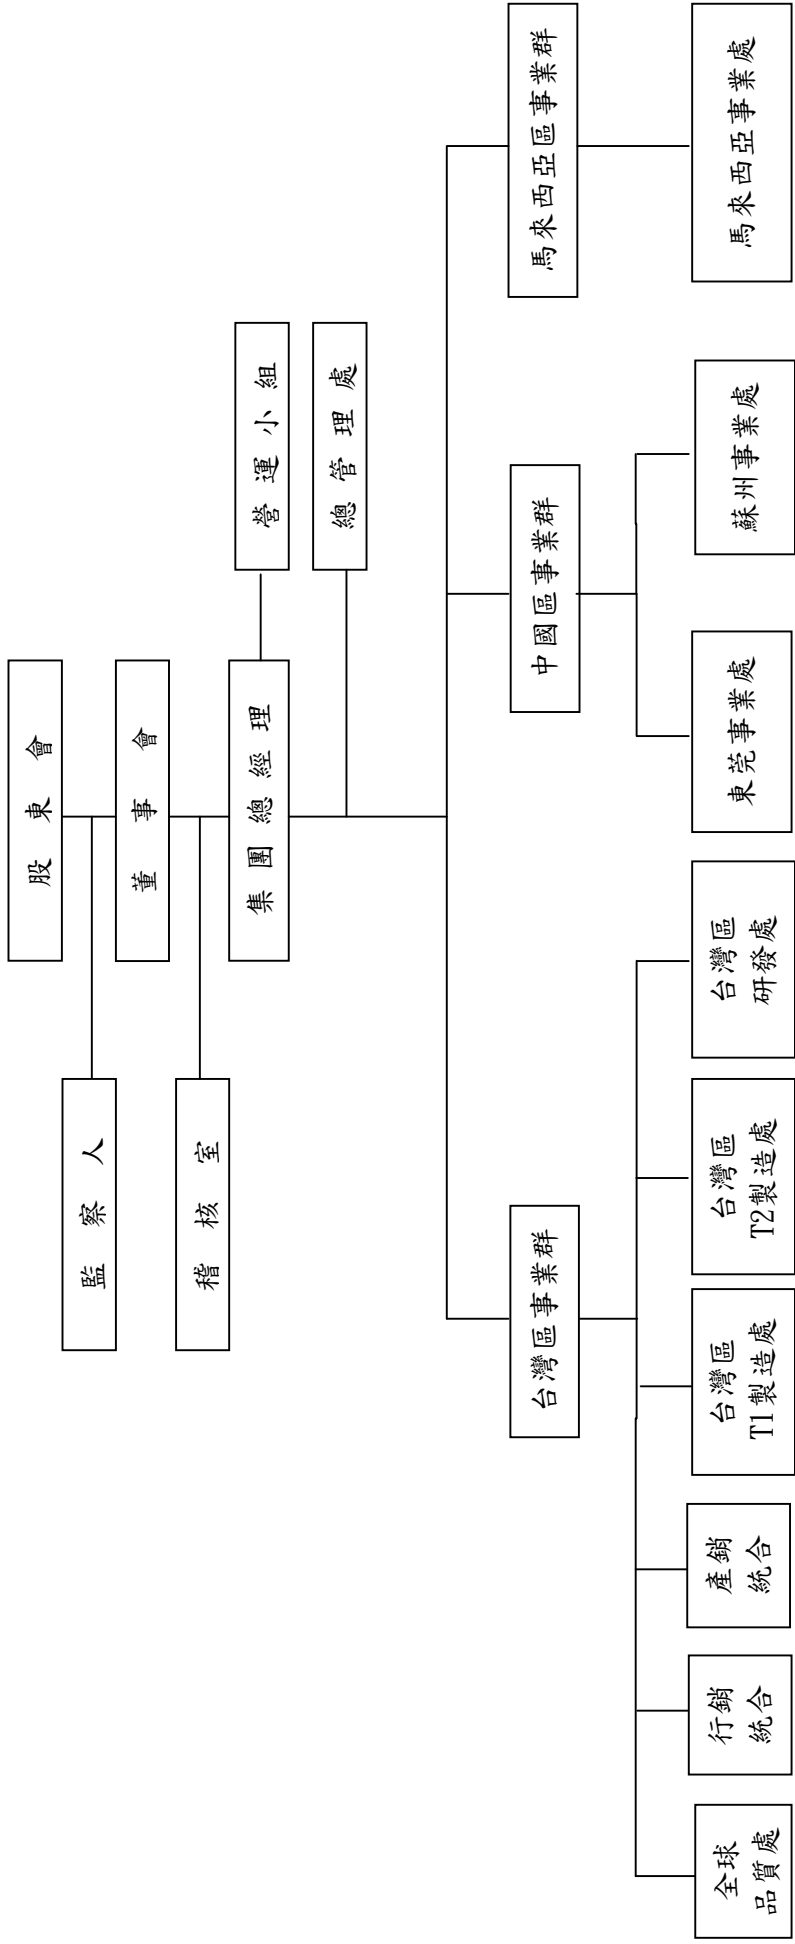 股東會
監察人
董事會
稽核室
集團總經理
營運小組
總管理處
台灣區事業群
中國區事業群
馬來西亞區事業群
全球
品質處
行銷
統合
產銷
統合
台灣區
T1製造處
台灣區
T2製造處
台灣區
研發處
東莞事業處
蘇州事業處
馬來西亞事業處